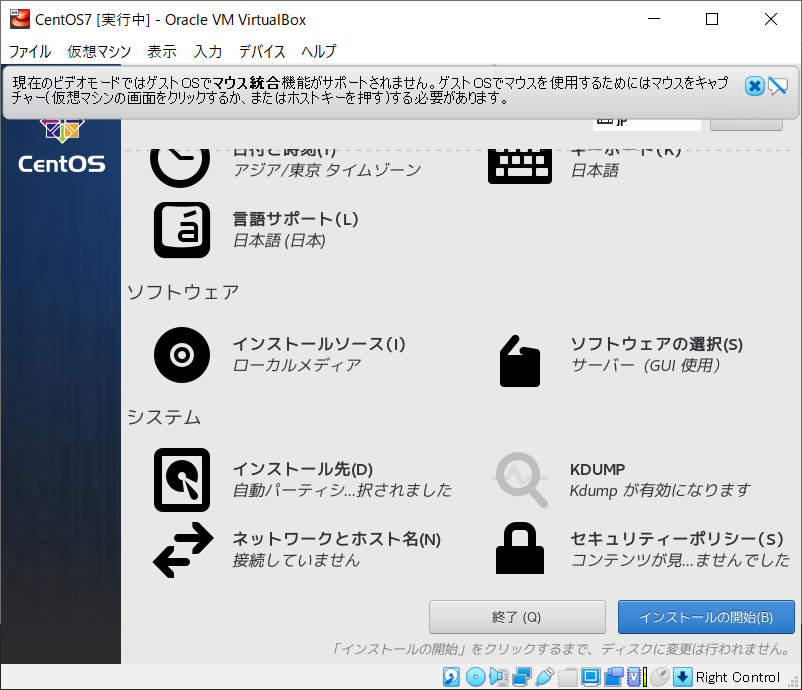 CentOS7 [実行中] - Oracle VM VirtualBox
ファイル 仮想マシン 表示 入力 デバイス ヘルプ
現在のビデオモードではゲストOSでマウス統合機能がサポートされません。ゲストOSでマウスを使用するためにはマウスをキャプ
チャー(仮想マシンの画面をクリックするか、またはホストキーを押す)する必要があります。
jp
CentOS
日付と時刻(T) キーボード(K)
アジア/東京 タイムゾーン 日本語
言語サポート(L)
日本語 (日本)
ソフトウェア
インストールソース(I) ソフトウェアの選択(S)
ローカルメディア サーバー（GUI 使用）
システム
インストール先(D) KDUMP
自動パーティシ...択されました Kdump が有効になります
ネットワークとホスト名(N) セキュリティーポリシー(S)
接続していません コンテンツが見...ませんでした
終了 (Q) インストールの開始(B)
「インストールの開始」をクリックするまで、ディスクに変更は行われません。
Right Control